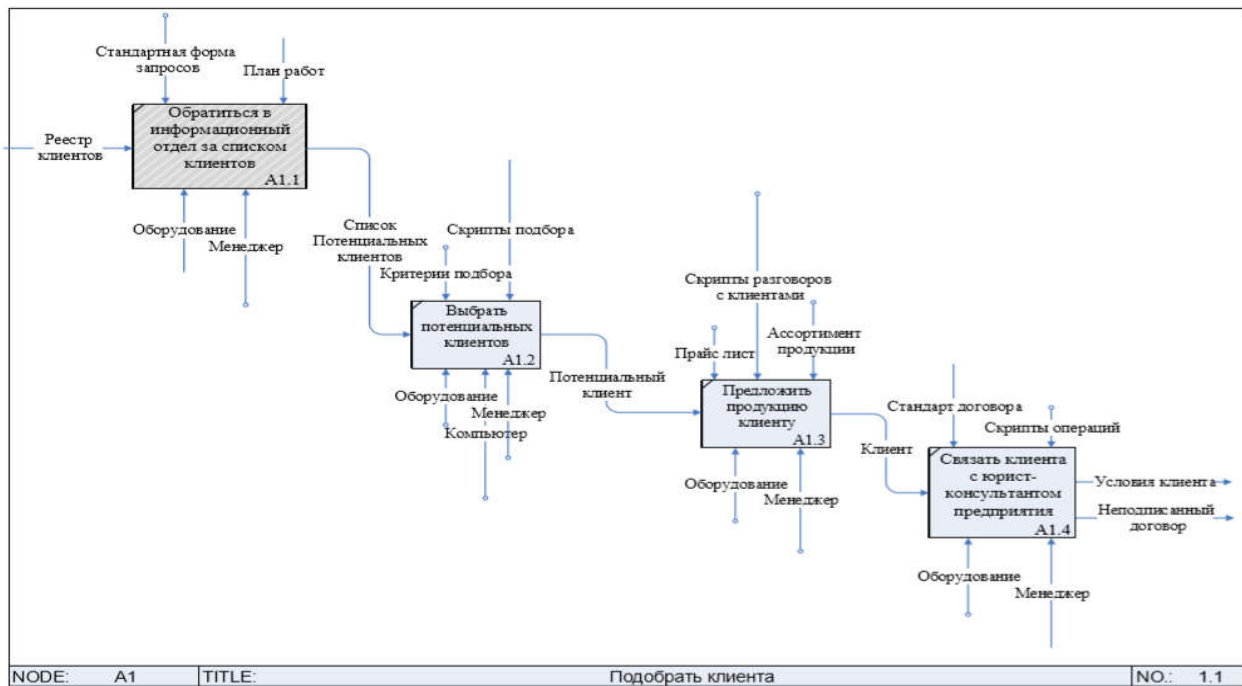 Стандартная форма
запросов
План работ
Реестр
клиентов
Обратиться в
информационный
отдел за списком
клиентов
A1.1
Оборудование
Менеджер
Список
Потенциальных
клиентов
Скрипты подбора
Критерии подбора
Выбрать
потенциальных
клиентов
A1.2
Оборудование
Менеджер
Компьютер
Потенциальный
клиент
Скрипты разговоров
с клиентами
Прайс лист
Ассортимент
продукции
Предложить
продукцию
клиенту
A1.3
Оборудование
Менеджер
Клиент
Стандарт договора
Скрипты операций
Связать клиента
с юрист-
консультантом
предприятия
A1.4
Условия клиента
Неподписанный
договор
Оборудование
Менеджер
NODE: A1 TITLE: Подобрать клиента NO.: 1.1